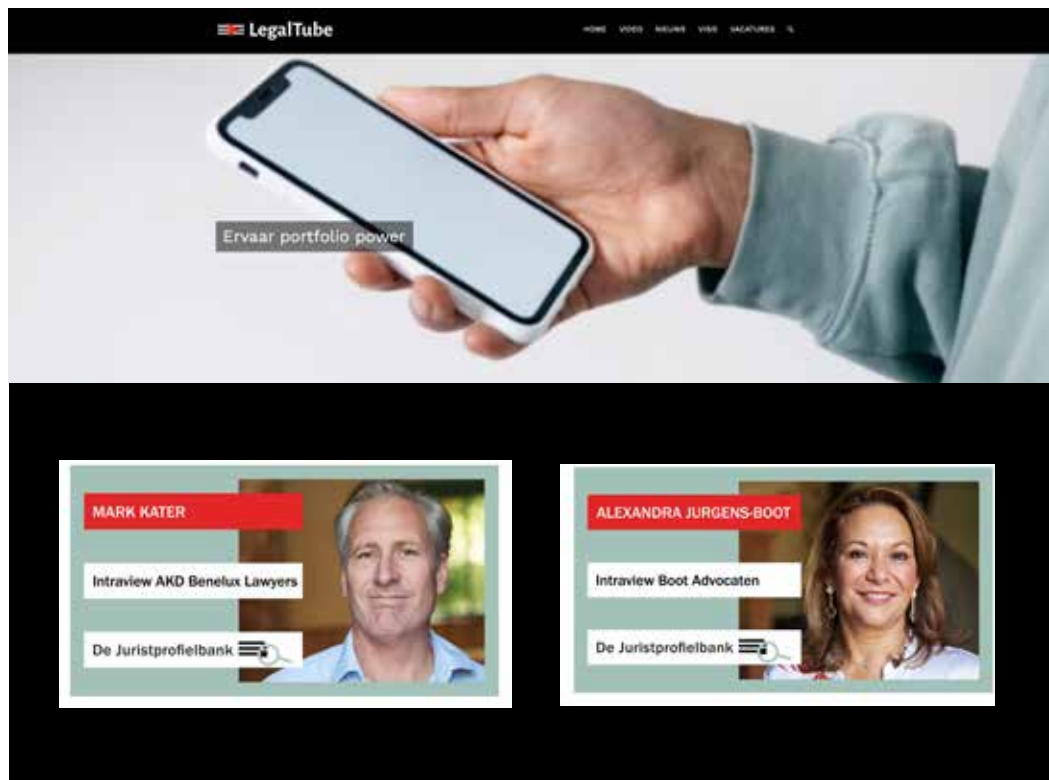 LegalTube
HOME VIDEO NIEUWS VISIE VACATURES
Ervaar portfolio power
MARK KATER
Intraview AKD Benelux Lawyers
De Juristprofielbank
ALEXANDRA JURGENS-BOOT
Intraview Boot Advocaten
De Juristprofielbank